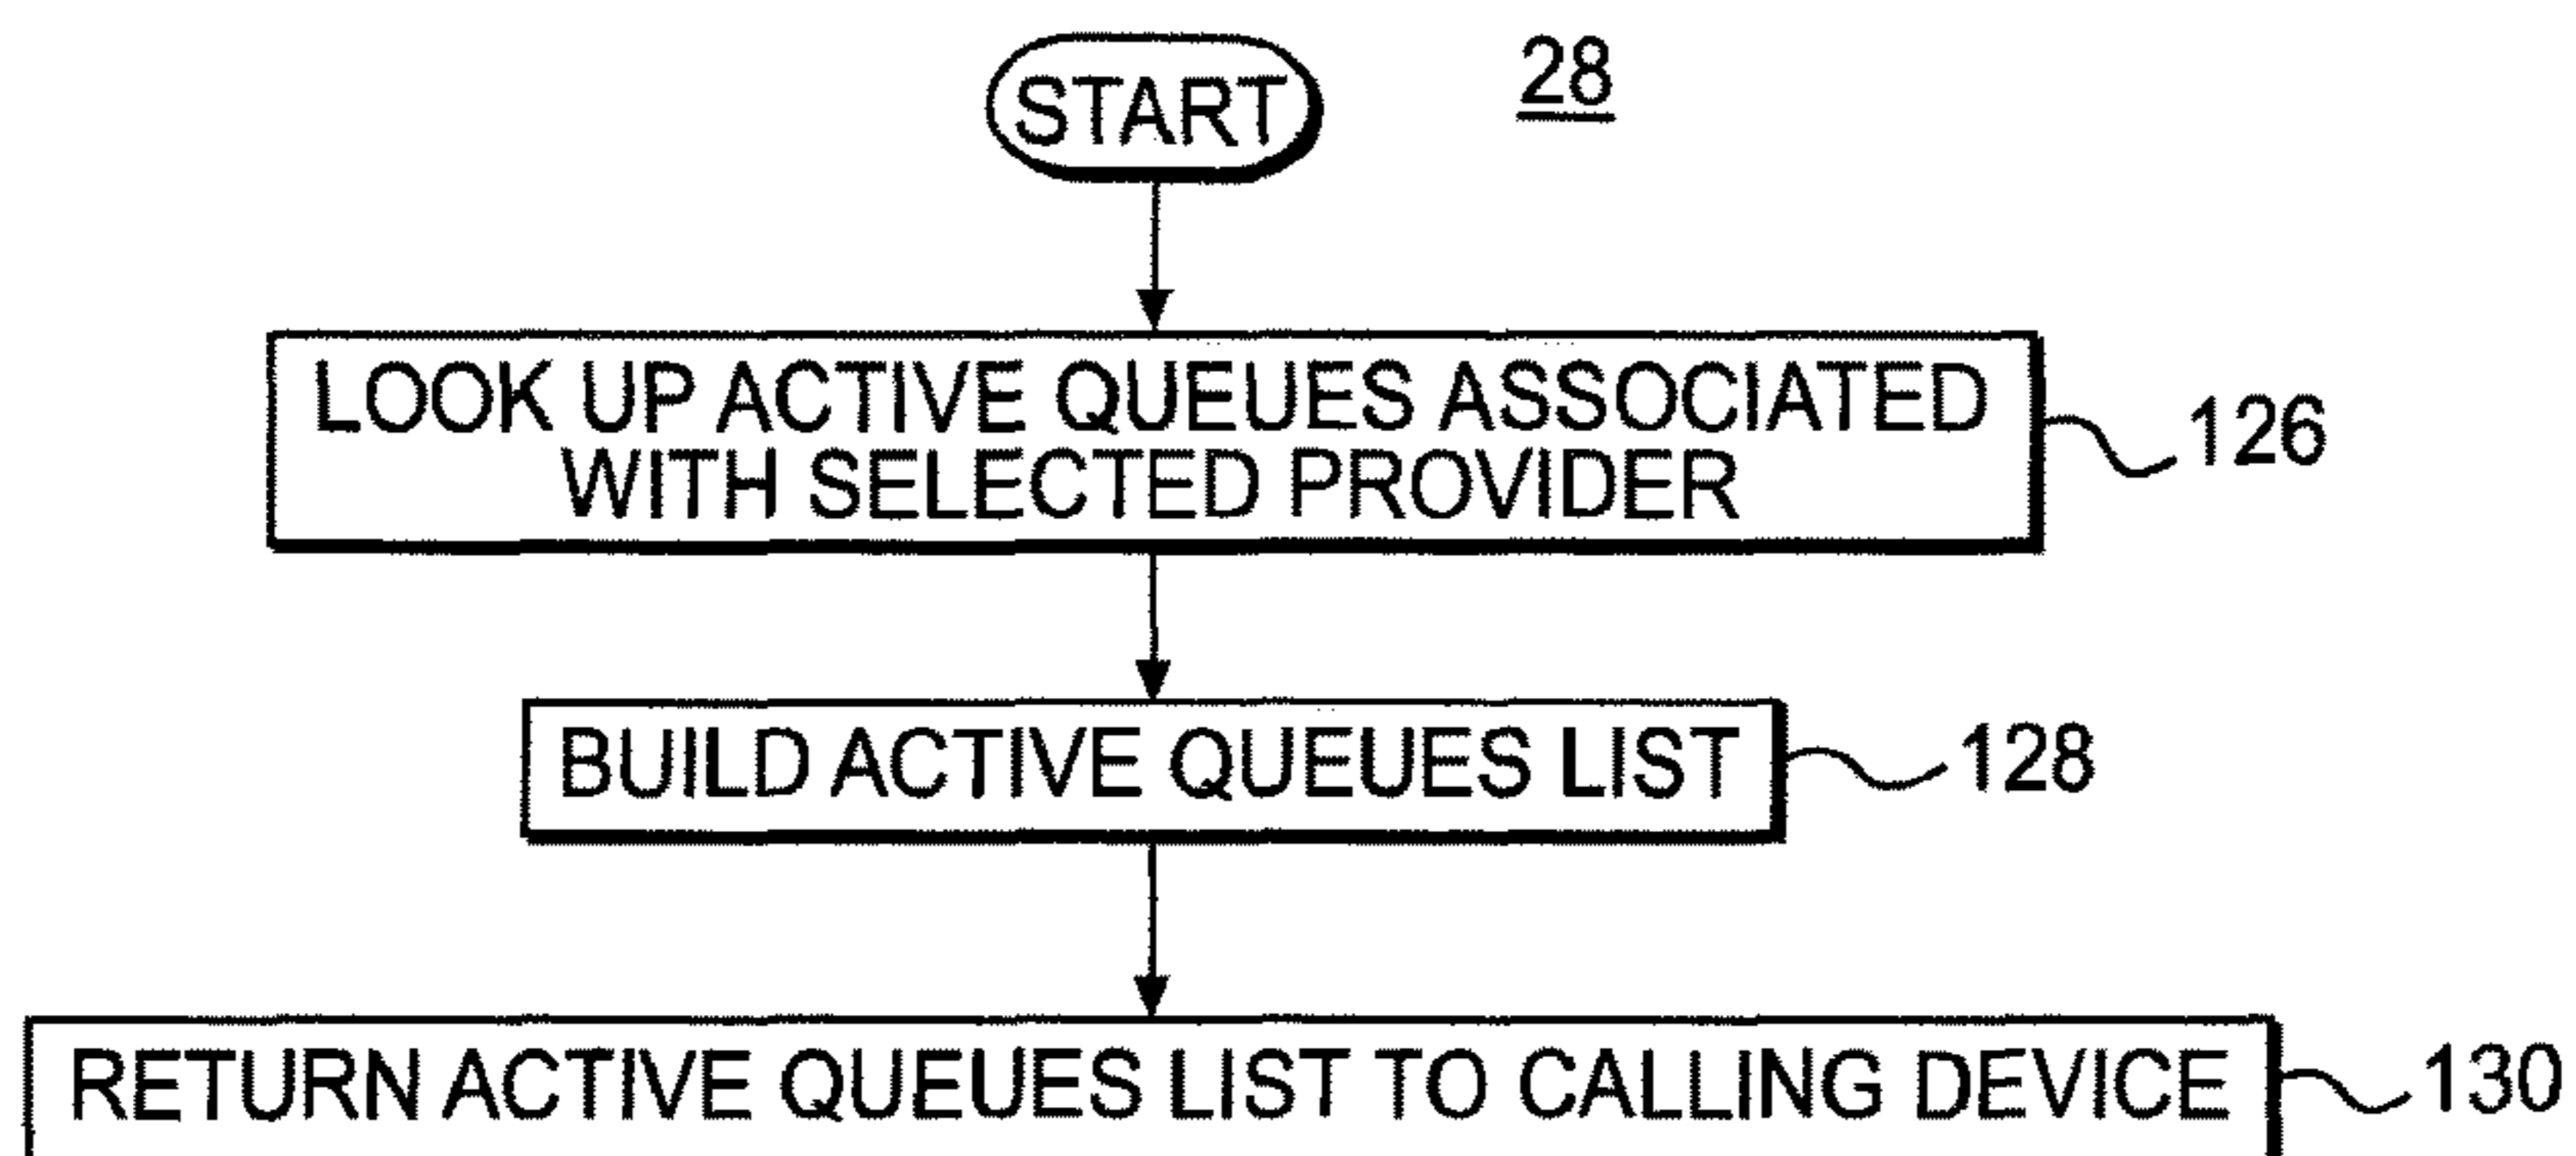 START
28
LOOK UP ACTIVE QUEUES ASSOCIATED
WITH SELECTED PROVIDER
126
BUILD ACTIVE QUEUES LIST
128
RETURN ACTIVE QUEUES LIST TO CALLING DEVICE
130